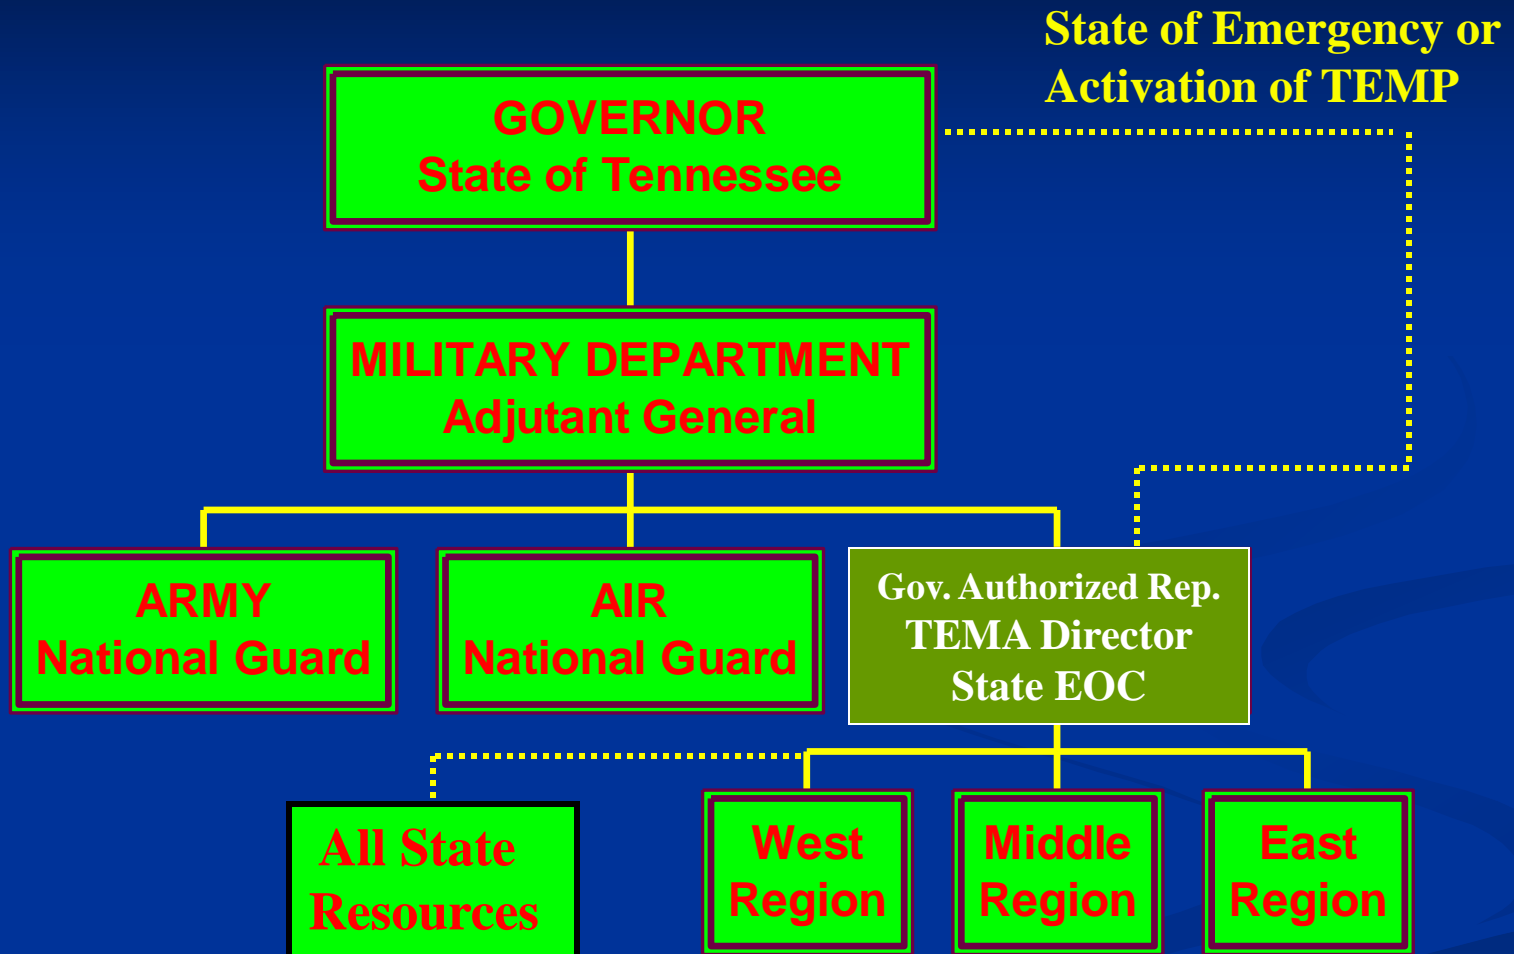 State of Emergency or
Activation of TEMP
GOVERNOR
State of Tennessee
MILITARY DEPARTMENT
Adjutant General
ARMY
National Guard
AIR
National Guard
Gov. Authorized Rep.
TEMA Director
State EOC
All State
Resources
West
Region
Middle
Region
East
Region